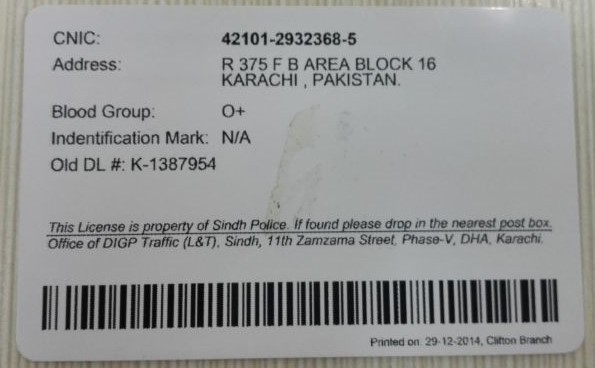 CNIC: 42101-2932368-5
Address: R 375 F B AREA BLOCK 16
KARACHI , PAKISTAN.
Blood Group: O+
Indentification Mark: N/A
Old DL #: K-1387954
This License is property of Sindh Police. If found please drop in the nearest post box.
Office of DIGP Traffic (L&T), Sindh, 11th Zamzama Street, Phase-V, DHA, Karachi.
Printed on: 29-12-2014, Clifton Branch